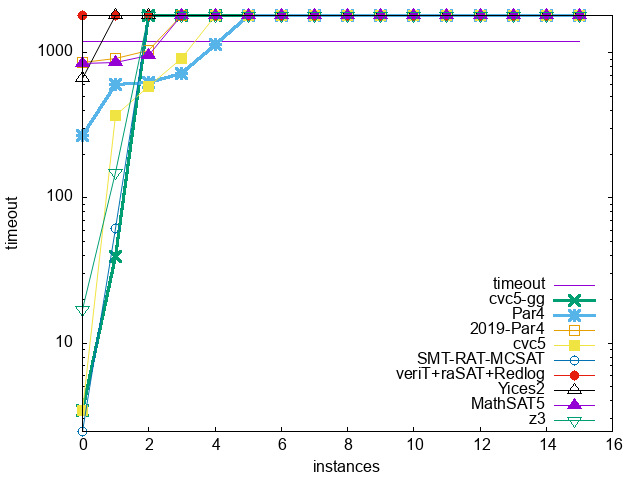 1000
100
10
timeout
timeout
cvc5-gg
Par4
2019-Par4
cvc5
SMT-RAT-MCSAT
veriT+raSAT+Redlog
Yices2
MathSAT5
z3
0 2 4 6 8 10 12 14 16
instances